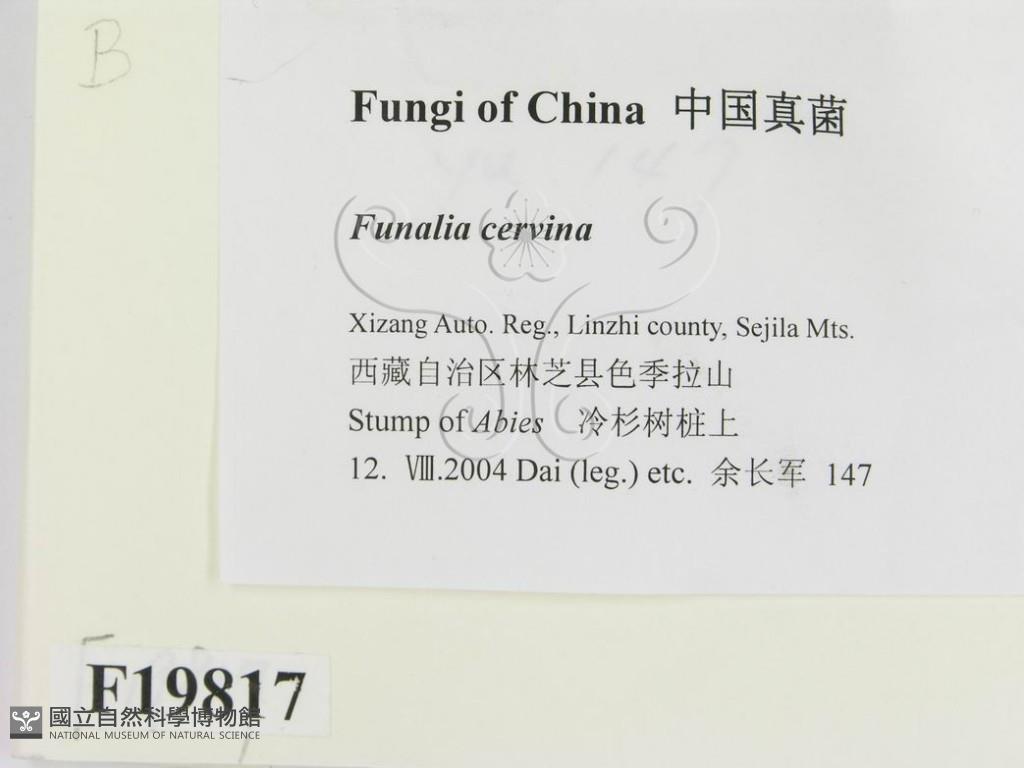 B
Fungi of China 中国真菌
Funalia cervina
Xizang Auto. Reg., Linzhi county, Sejila Mts.
西藏自治区林芝县色季拉山
Stump of Abies 冷杉树桩上
12. Ⅷ.2004 Dai (leg.) etc. 余长军 147
F19817
國立自然科學博物館
NATIONAL MUSEUM OF NATURAL SCIENCE